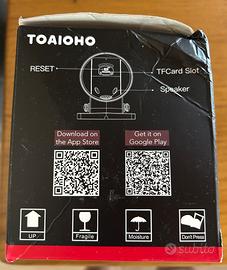 TOAIOHO
RESET
TFCard Slot
Speaker
Download on the App Store
Get it on Google Play
UP
Fragile
Moisture
Don't Press
subito